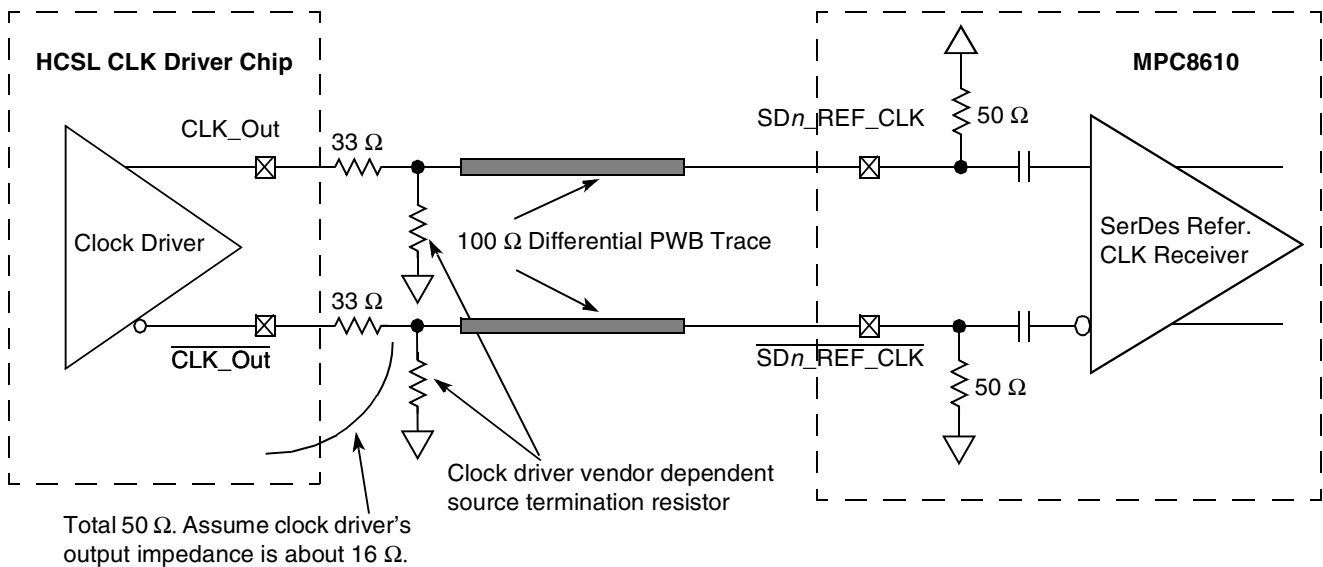 HCSL CLK Driver Chip
MPC8610
CLK_Out
33 Ω
SDn_REF_CLK
50 Ω
Clock Driver
100 Ω Differential PWB Trace
SerDes Refer.
CLK Receiver
33 Ω
CLK_Out
SDn_REF_CLK
50 Ω
Clock driver vendor dependent
source termination resistor
Total 50 Ω. Assume clock driver's
output impedance is about 16 Ω.